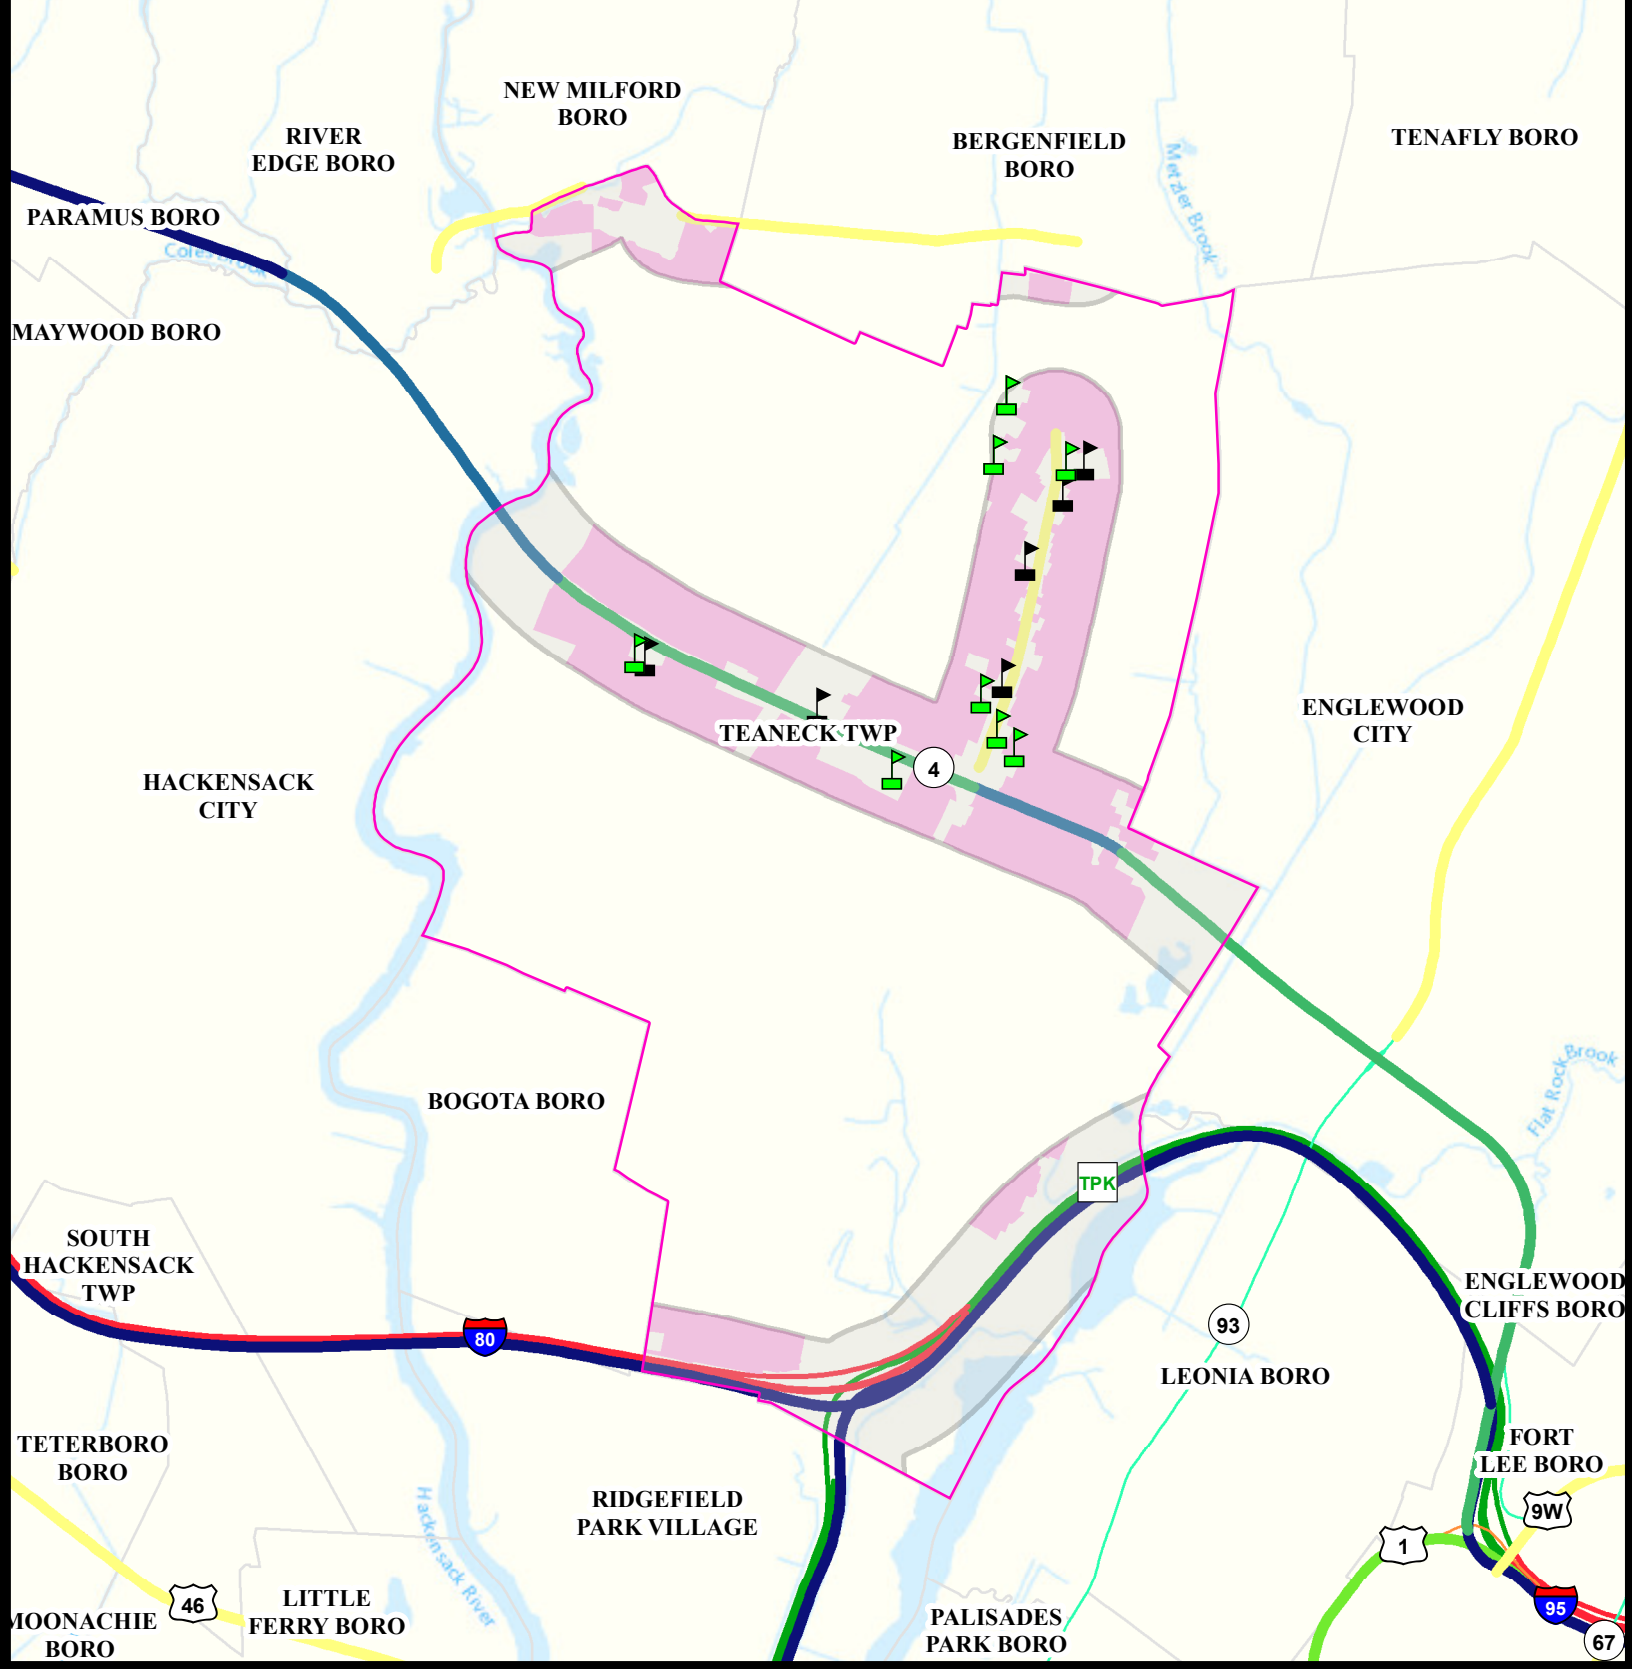 NEW MILFORD
BORO
RIVER
EDGE BORO
BERGENFIELD
BORO
TENAFLY BORO
Metzler Brook
PARAMUS BORO
Coles Brook
MAYWOOD BORO
ENGLEWOOD
CITY
TEANECK TWP
4
HACKENSACK
CITY
BOGOTA BORO
Flat Rock Brook
TPK
SOUTH
HACKENSACK
TWP
80
ENGLEWOOD
CLIFFS BORO
93
LEONIA BORO
TETERBORO
BORO
FORT
LEE BORO
RIDGEFIELD
PARK VILLAGE
9W
Hackensack River
1
46
LITTLE
FERRY BORO
95
MOONACHIE
BORO
PALISADES
PARK BORO
67